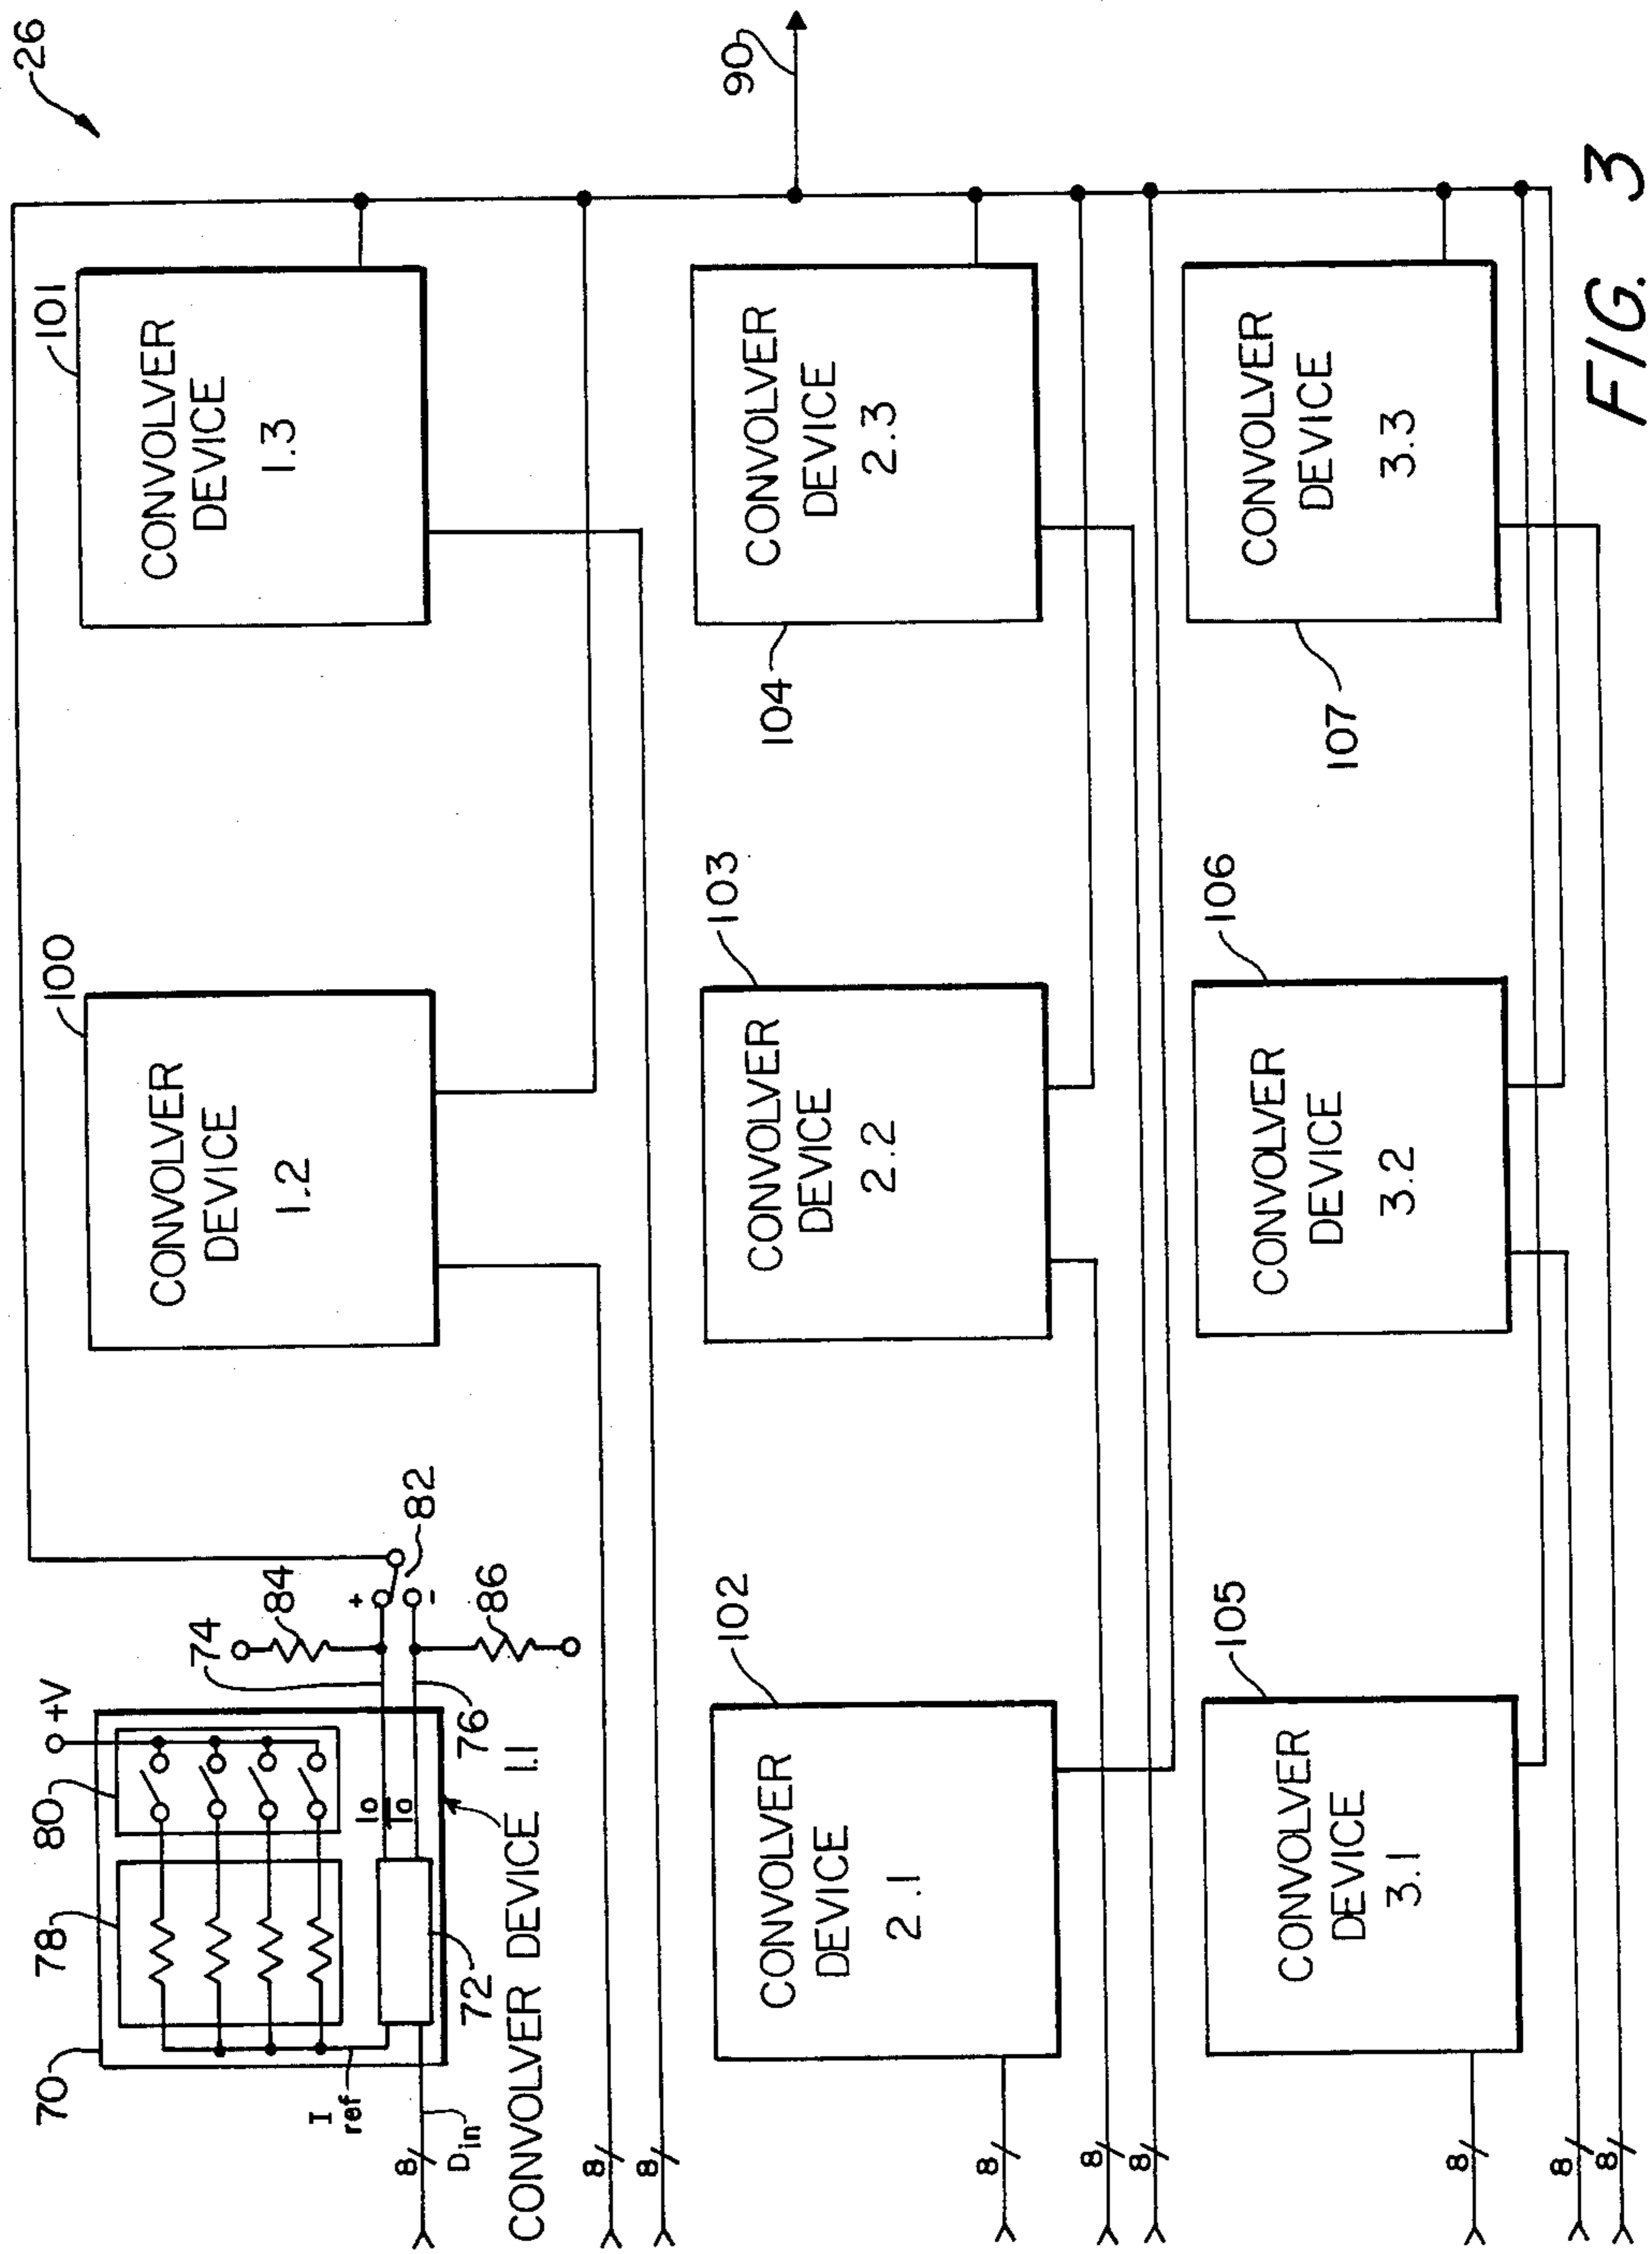 26
70
78
80
+V
100
101
I
ref
Io
Io
74
84
+
-
82
86
76
72
8
D
in
CONVOLVER DEVICE 1.1
CONVOLVER
DEVICE
1.2
CONVOLVER
DEVICE
1.3
8
8
90
102
103
104
CONVOLVER
DEVICE
2.1
CONVOLVER
DEVICE
2.2
CONVOLVER
DEVICE
2.3
8
8
8
105
106
107
CONVOLVER
DEVICE
3.1
CONVOLVER
DEVICE
3.2
CONVOLVER
DEVICE
3.3
8
8
8
FIG. 3